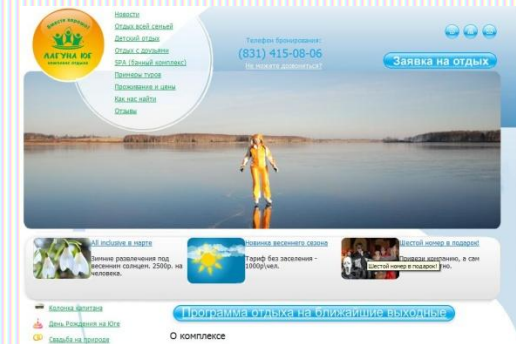 Вместе хорошо!
ЛАГУНА ЮГ
Новости
Отдых всей семьей
Детский отдых
Отдых с друзьями
SPA (банный комплекс)
Примеры туров
Проживание и цены
Как нас найти
Отзывы
Телефон бронирования:
(831) 415-08-06
Не можете дозвониться?
Заявка на отдых
All inclusive в марте
Зимние развлечения под
весенним солнцем, 2500р. на
человека.
Новинка весеннего сезона
Тариф без заселения -
1000р\чел.
Шестой номер в подарок!
Привези компанию, а сам
Шестой номер в подарок!
Колонка капитана
День Рождения на Юге
Свадьба на природе
Программа отдыха на ближайшие выходные
О комплексе